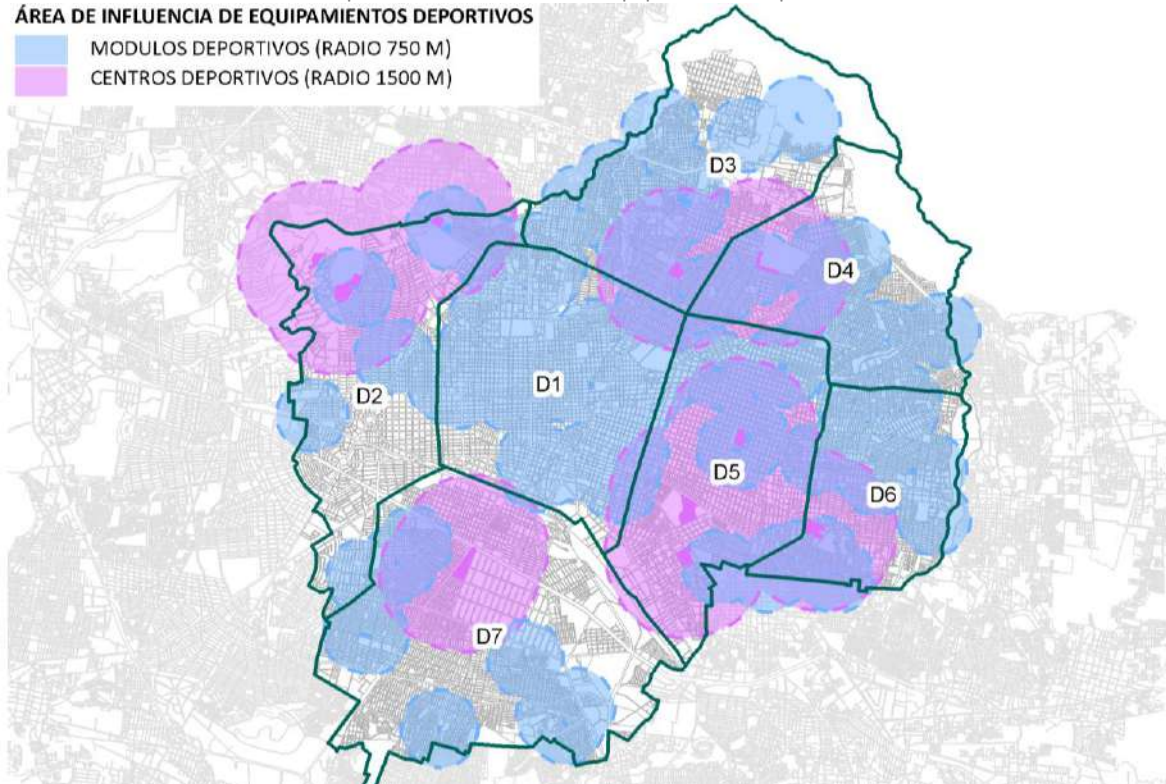 ÁREA DE INFLUENCIA DE EQUIPAMIENTOS DEPORTIVOS
MODULOS DEPORTIVOS (RADIO 750 M)
CENTROS DEPORTIVOS (RADIO 1500 M)
D3
D4
D1
D2
D5
D6
D7